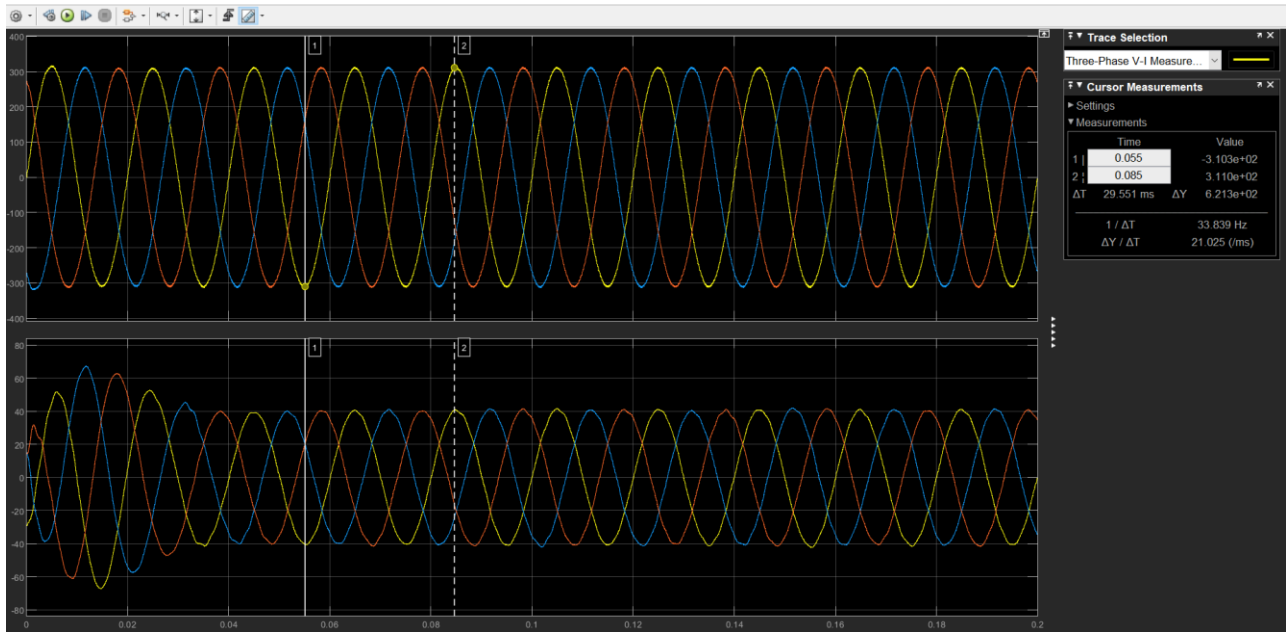 1
2
400
300
200
100
0
-100
-200
-300
-400
1
2
80
60
40
20
0
-20
-40
-60
-80
0 0.02 0.04 0.06 0.08 0.1 0.12 0.14 0.16 0.18 0.2
Trace Selection
Three-Phase V-I Measure...
Cursor Measurements
Settings
Measurements
Time Value
1 | 0.055 -3.103e+02
2 ¦ 0.085 3.110e+02
ΔT 29.551 ms ΔY 6.213e+02
1 / ΔT 33.839 Hz
ΔY / ΔT 21.025 (/ms)